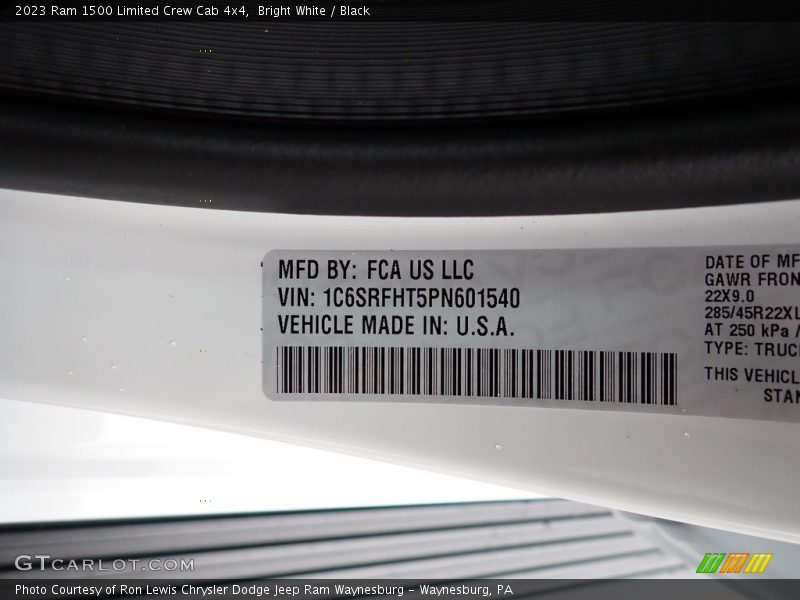 2023 Ram 1500 Limited Crew Cab 4x4, Bright White / Black
MFD BY: FCA US LLC
VIN: 1C6SRFHT5PN601540
VEHICLE MADE IN: U.S.A.
DATE OF MF
GAWR FRON
22X9.0
285/45R22XL
AT 250 kPa /
TYPE: TRUC
THIS VEHICL
STAN
GTCARLOT.COM
Photo Courtesy of Ron Lewis Chrysler Dodge Jeep Ram Waynesburg - Waynesburg, PA